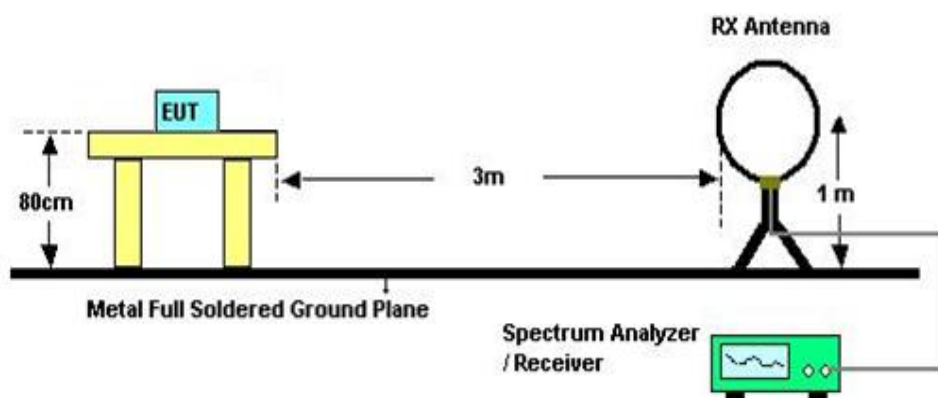 RX Antenna
EUT
80cm
3m
1 m
Metal Full Soldered Ground Plane
Spectrum Analyzer
/ Receiver